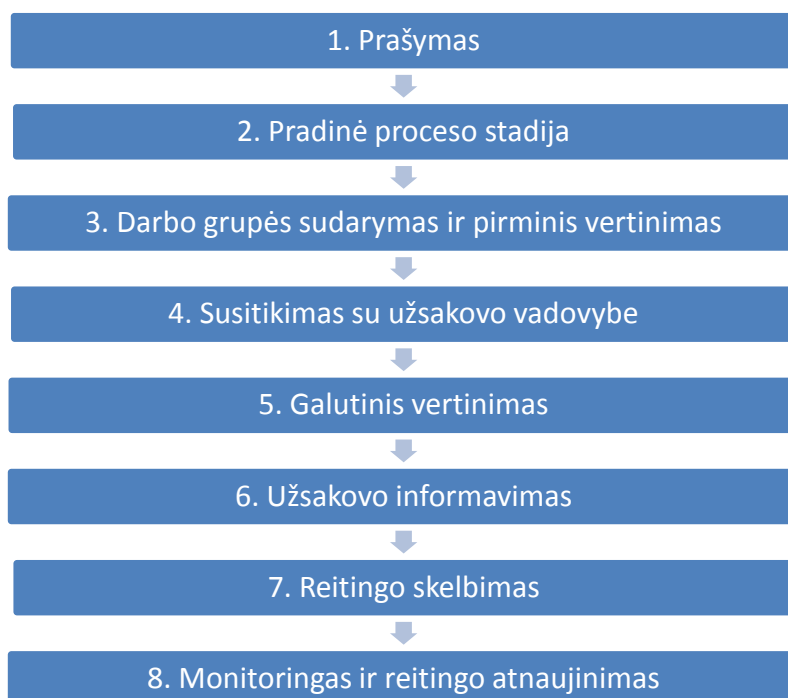 1. Prašymas
2. Pradinė proceso stadija
3. Darbo grupės sudarymas ir pirminis vertinimas
4. Susitikimas su užsakovo vadovybe
5. Galutinis vertinimas
6. Užsakovo informavimas
7. Reitingo skelbimas
8. Monitoringas ir reitingo atnaujinimas